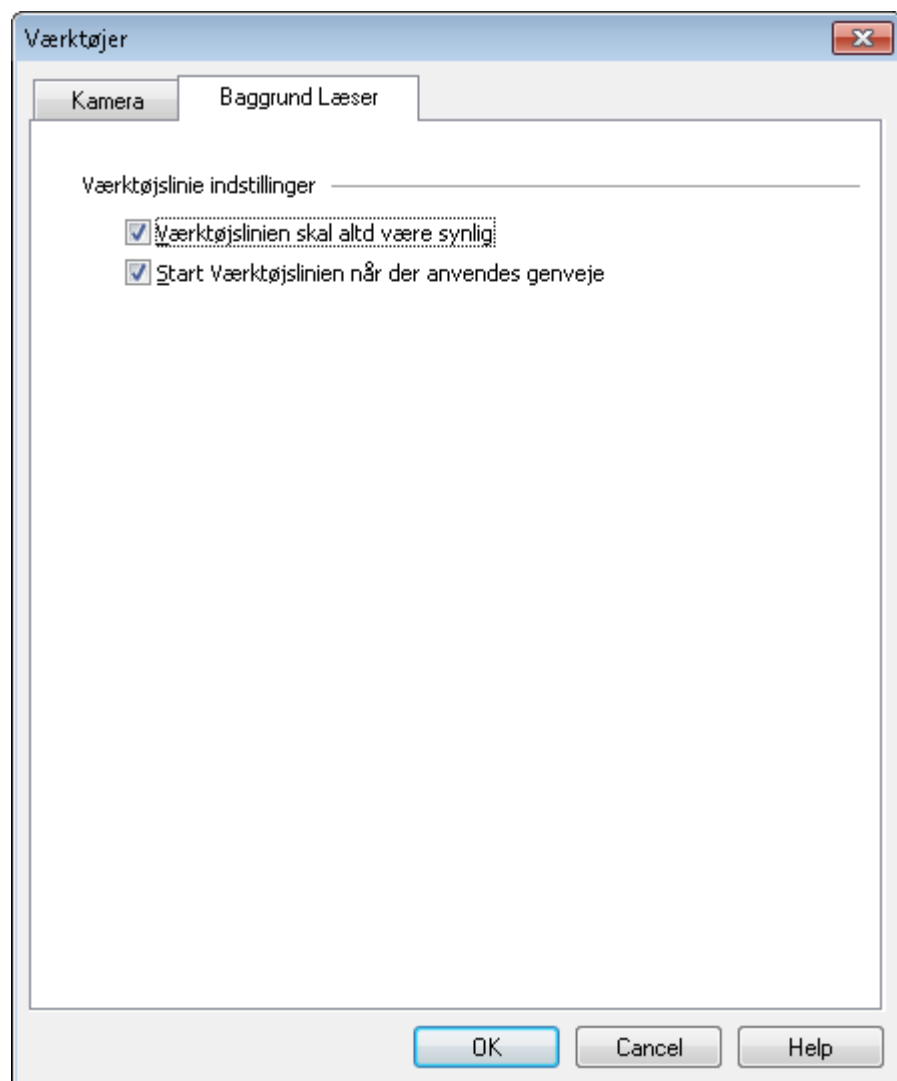 Værktøjer
Kamera
Baggrund Læser
Værktøjslinie indstillinger
Værktøjslinien skal altd være synlig
Start Værktøjslinien når der anvendes genveje
OK
Cancel
Help